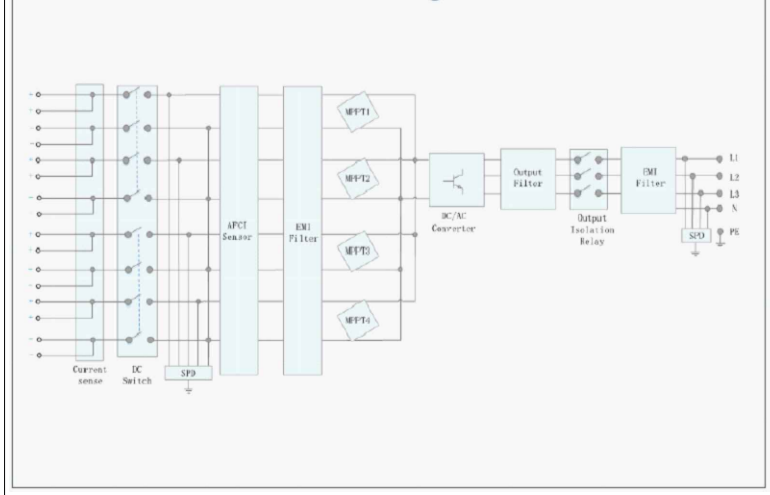 MPPT1
MPPT2
MPPT3
MPPT4
AFCI
Sensor
EMI
Filter
DC/AC
Converter
Output
Filter
Output
Isolation
Relay
EMI
Filter
L1
L2
L3
N
PE
SPD
Current
sense
DC
Switch
SPD